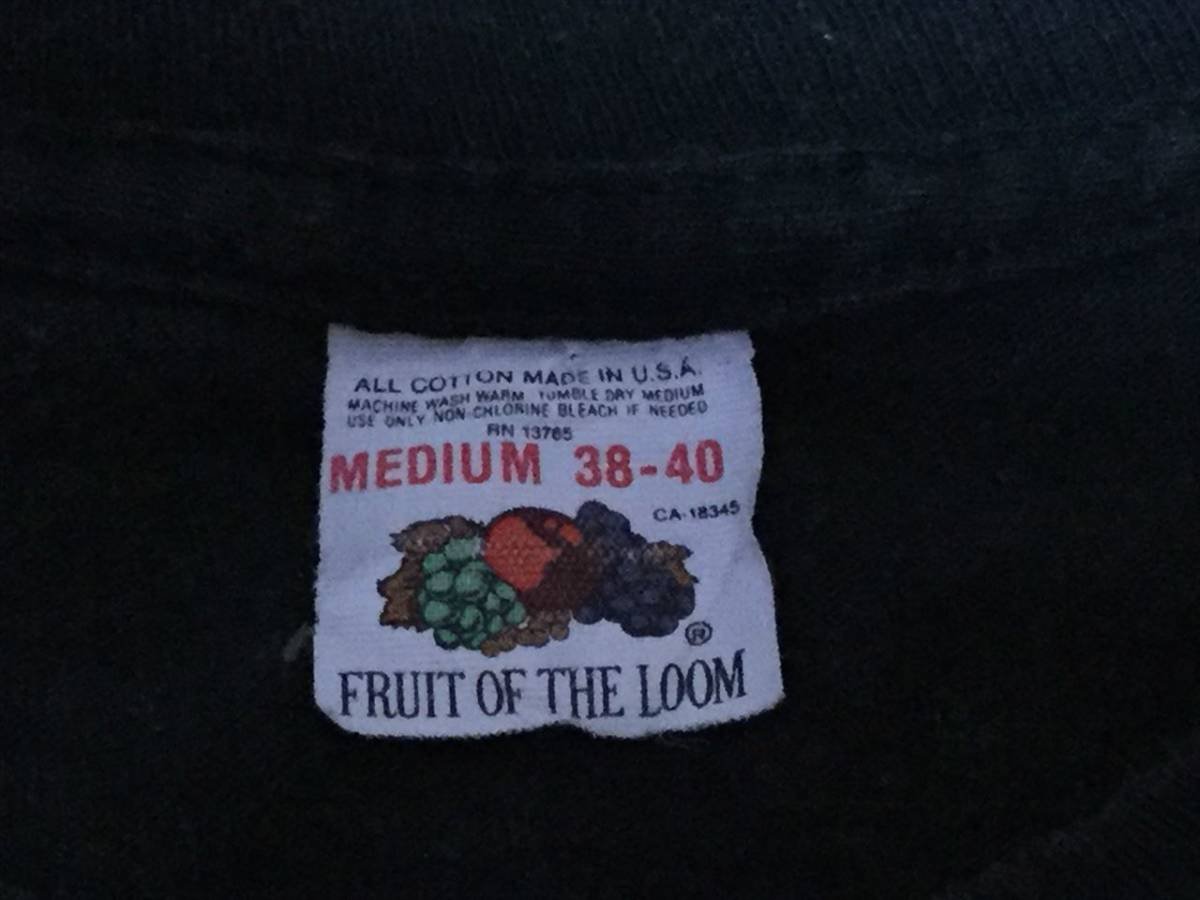 ALL COTTON MADE IN U.S.A.
MACHINE WASH WARM TUMBLE DRY MEDIUM
USE ONLY NON-CHLORINE BLEACH IF NEEDED
RN 13765
MEDIUM 38-40
CA-18345
®
FRUIT OF THE LOOM